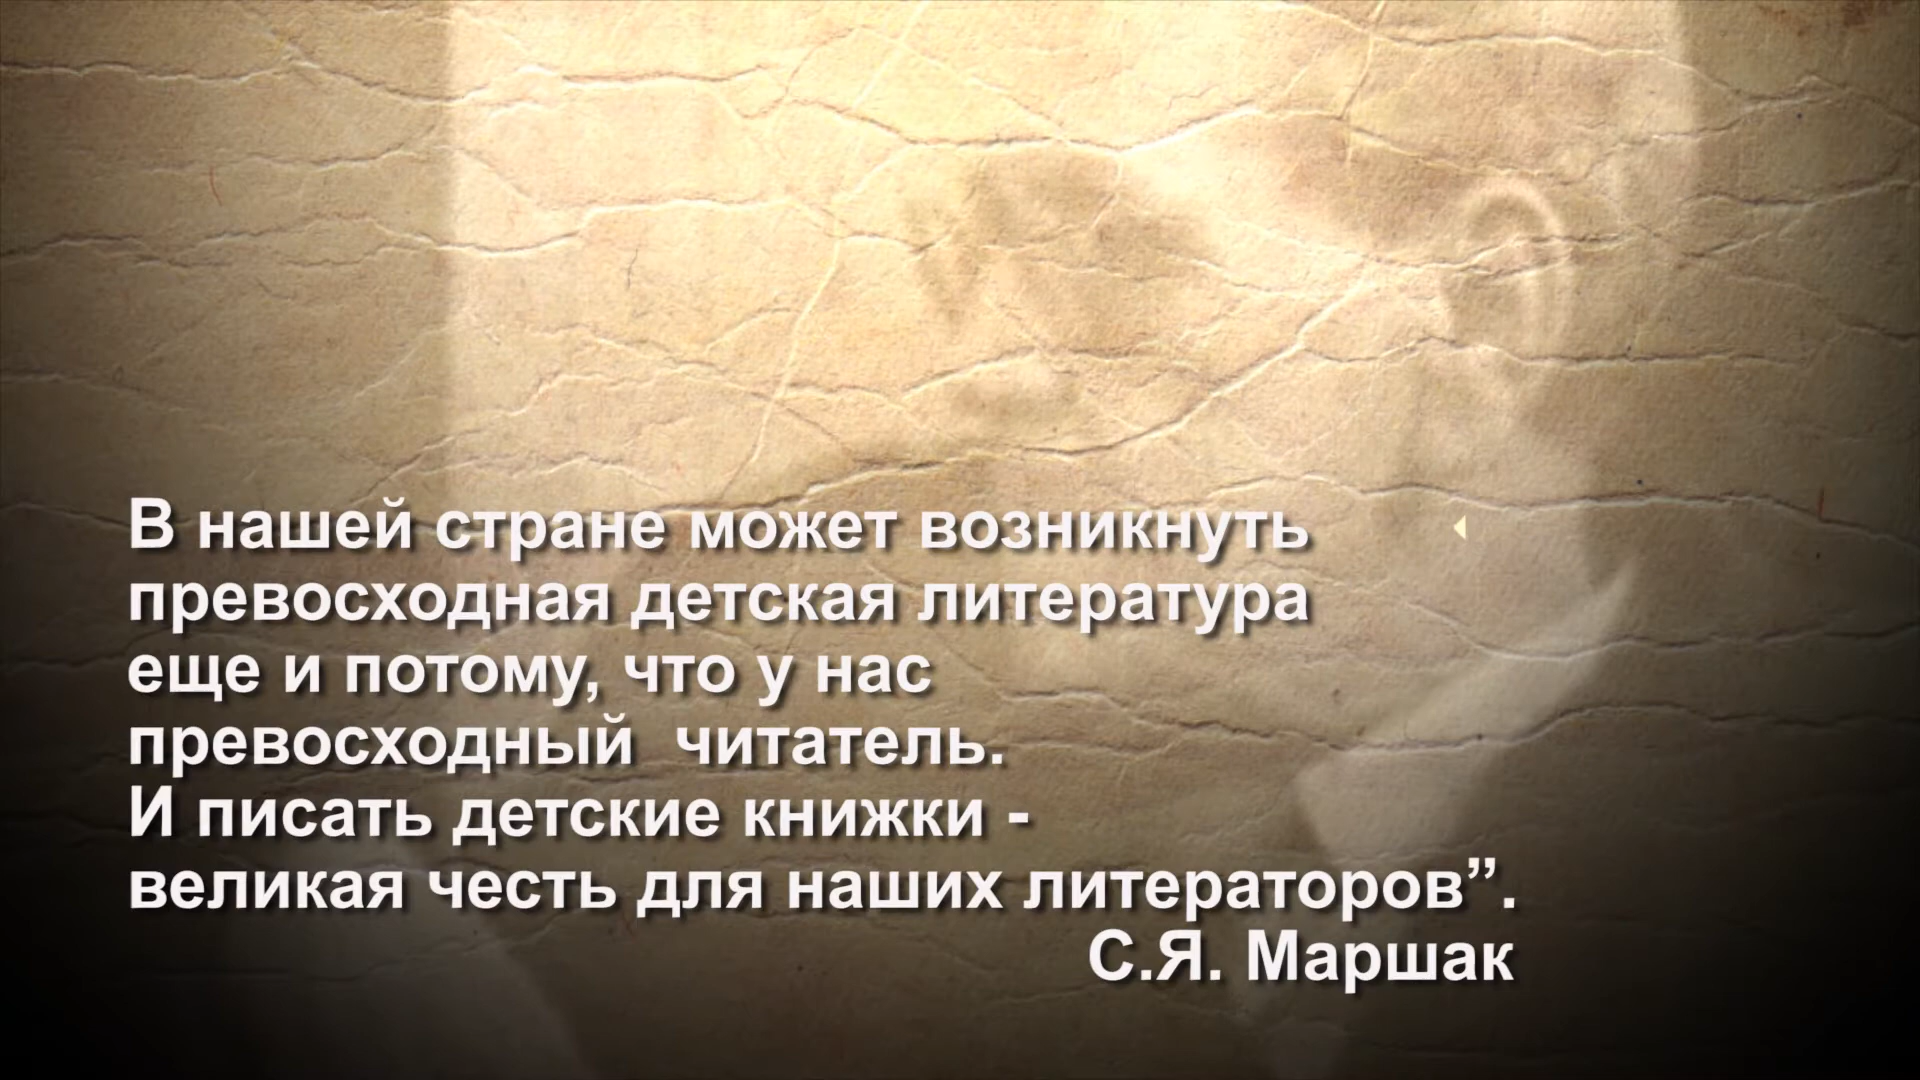 В нашей стране может возникнуть
превосходная детская литература
еще и потому, что у нас
превосходный  читатель.
И писать детские книжки -
великая честь для наших литераторов”.
С.Я. Маршак